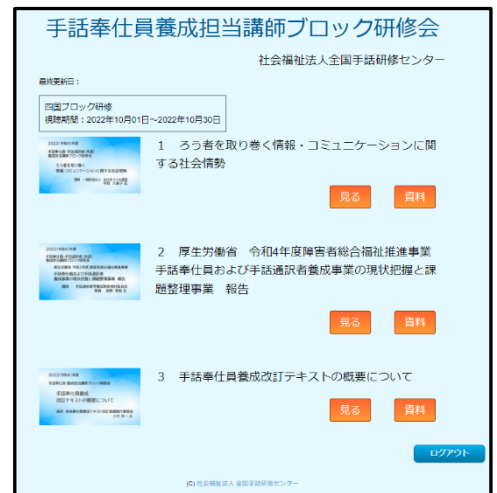 手話奉仕員養成担当講師ブロック研修会
社会福祉法人全国手話研修センター
最終更新日：
四国ブロック研修
視聴期間：2022年10月01日～2022年10月30日
1　ろう者を取り巻く情報・コミュニケーションに関
する社会情勢
見る
資料
2　厚生労働省　令和4年度障害者総合福祉推進事業
手話奉仕員および手話通訳者養成事業の現状把握と課
題整理事業　報告
見る
資料
3　手話奉仕員養成改訂テキストの概要について
見る
資料
ログアウト
(C) 社会福祉法人 全国手話研修センター